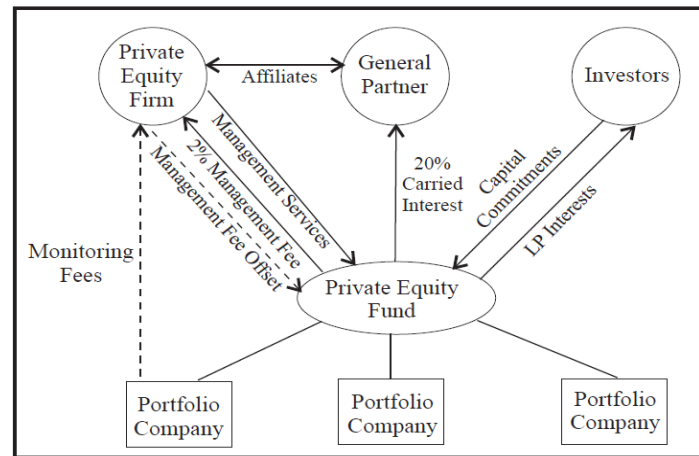 Private
Equity
Firm
Affiliates
General
Partner
Investors
Management Services
2% Management Fee
Management Fee Offset
20%
Carried
Interest
Capital
Commitments
LP Interests
Monitoring
Fees
Private Equity
Fund
Portfolio
Company
Portfolio
Company
Portfolio
Company